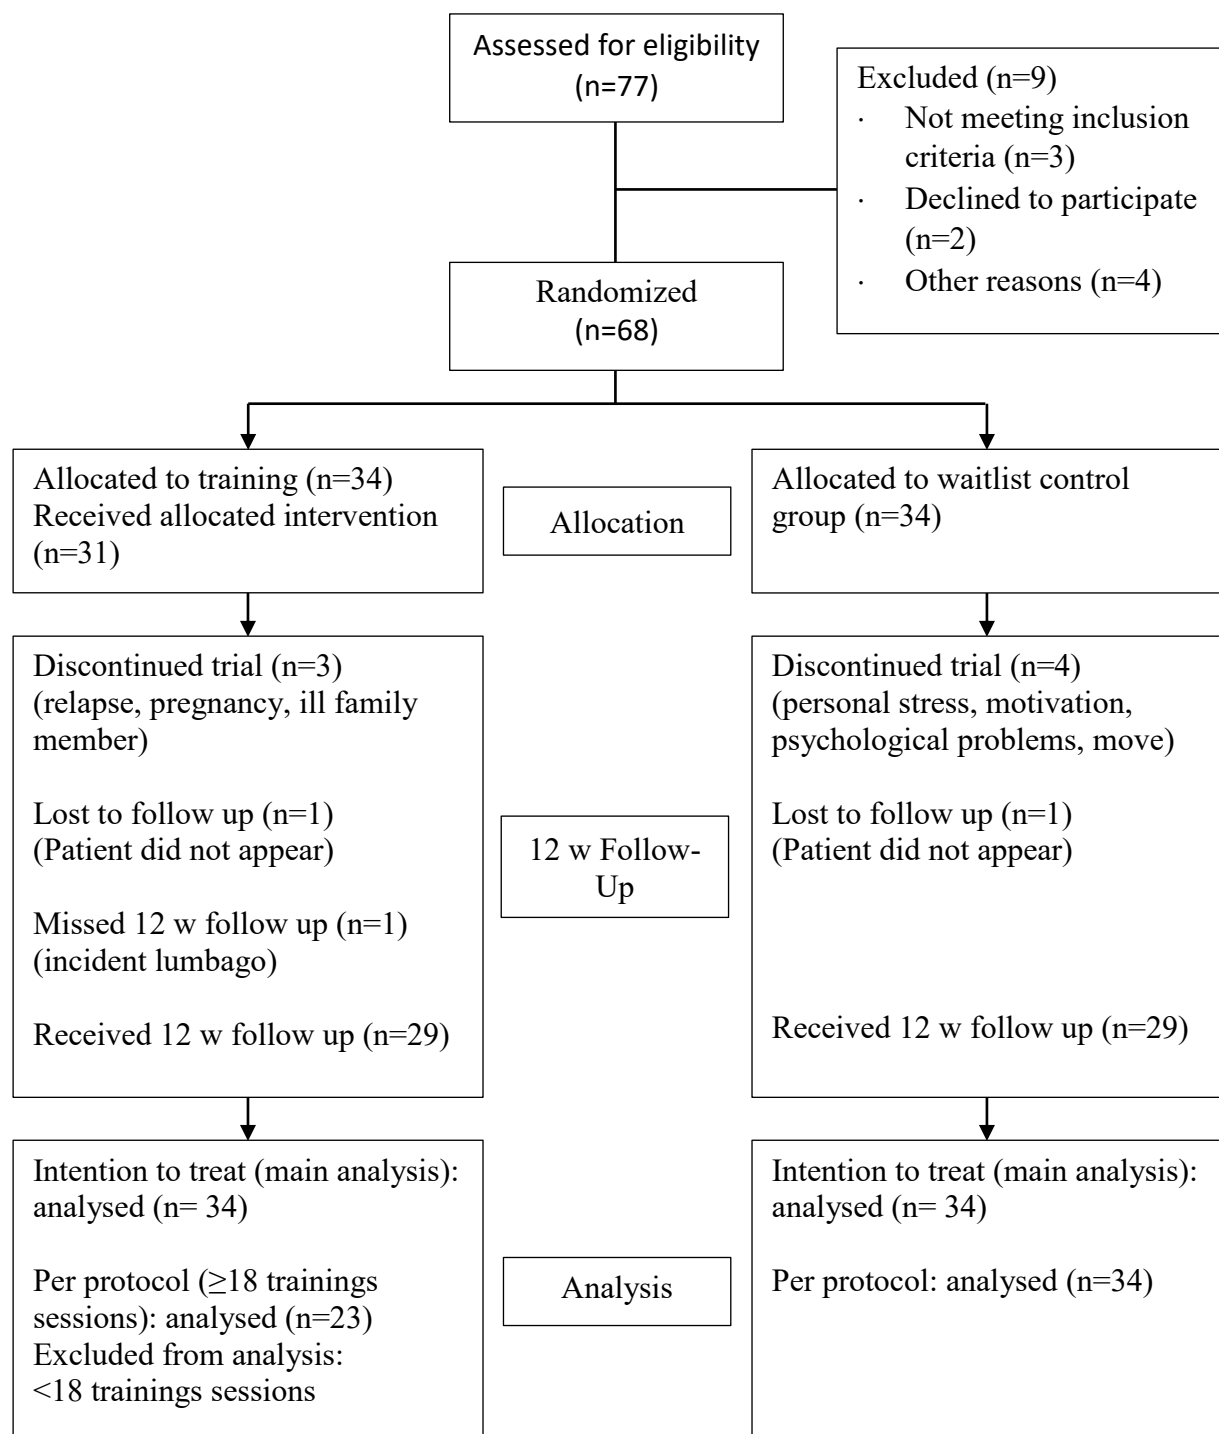 Assessed for eligibility
(n=77)
Excluded (n=9)
· Not meeting inclusion
criteria (n=3)
· Declined to participate
(n=2)
· Other reasons (n=4)
Randomized
(n=68)
Allocated to training (n=34)
Received allocated intervention
(n=31)
Allocation
Allocated to waitlist control
group (n=34)
Discontinued trial (n=3)
(relapse, pregnancy, ill family
member)
Lost to follow up (n=1)
(Patient did not appear)
Missed 12 w follow up (n=1)
(incident lumbago)
Received 12 w follow up (n=29)
12 w Follow-
Up
Discontinued trial (n=4)
(personal stress, motivation,
psychological problems, move)
Lost to follow up (n=1)
(Patient did not appear)
Received 12 w follow up (n=29)
Intention to treat (main analysis):
analysed (n= 34)
Per protocol (≥18 trainings
sessions): analysed (n=23)
Excluded from analysis:
<18 trainings sessions
Analysis
Intention to treat (main analysis):
analysed (n= 34)
Per protocol: analysed (n=34)